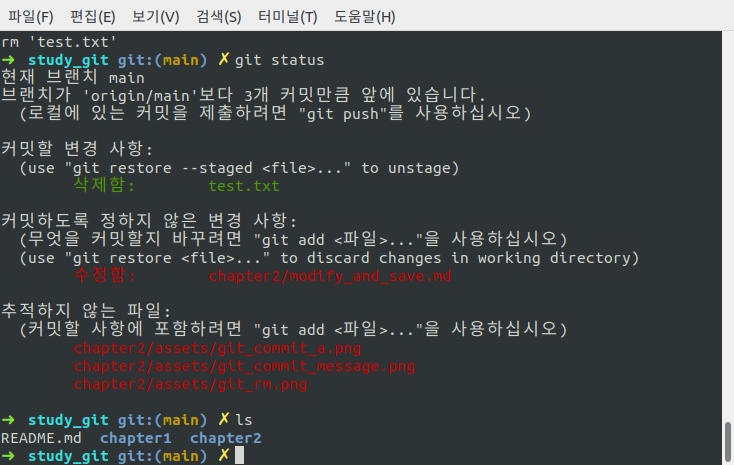 파일(F) 편집(E) 보기(V) 검색(S) 터미널(T) 도움말(H)
rm 'test.txt'
➜ study_git git:(main) ✗ git status
현재 브랜치 main
브랜치가 'origin/main'보다 3개 커밋만큼 앞에 있습니다.
(로컬에 있는 커밋을 제출하려면 "git push"를 사용하십시오)
커밋할 변경 사항:
(use "git restore --staged <file>..." to unstage)
삭제함: test.txt
커밋하도록 정하지 않은 변경 사항:
(무엇을 커밋할지 바꾸려면 "git add <파일>..."을 사용하십시오)
(use "git restore <file>..." to discard changes in working directory)
수정함: chapter2/modify_and_save.md
추적하지 않는 파일:
(커밋할 사항에 포함하려면 "git add <파일>..."을 사용하십시오)
chapter2/assets/git_commit_a.png
chapter2/assets/git_commit_message.png
chapter2/assets/git_rm.png
➜ study_git git:(main) ✗ ls
README.md chapter1 chapter2
➜ study_git git:(main) ✗